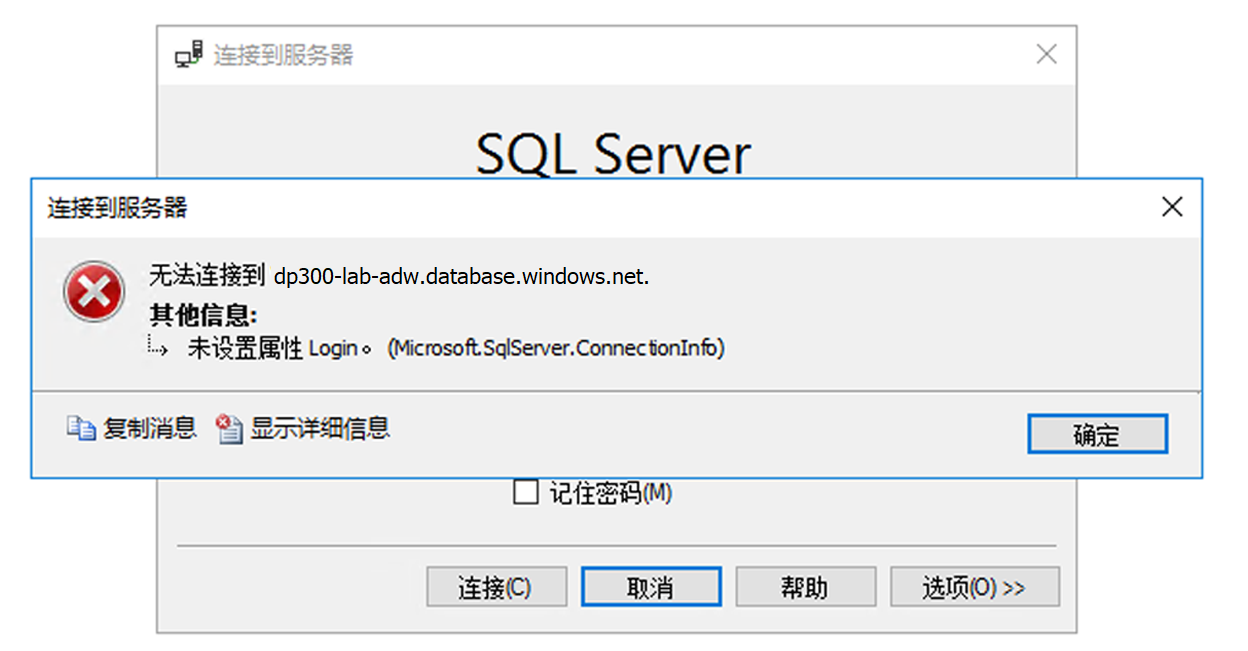 连接到服务器
SQL Server
连接到服务器
无法连接到 dp300-lab-adw.database.windows.net.
其他信息:
未设置属性 Login。 (Microsoft.SqlServer.ConnectionInfo)
复制消息 显示详细信息
确定
记住密码(M)
连接(C) 取消 帮助 选项(O) >>